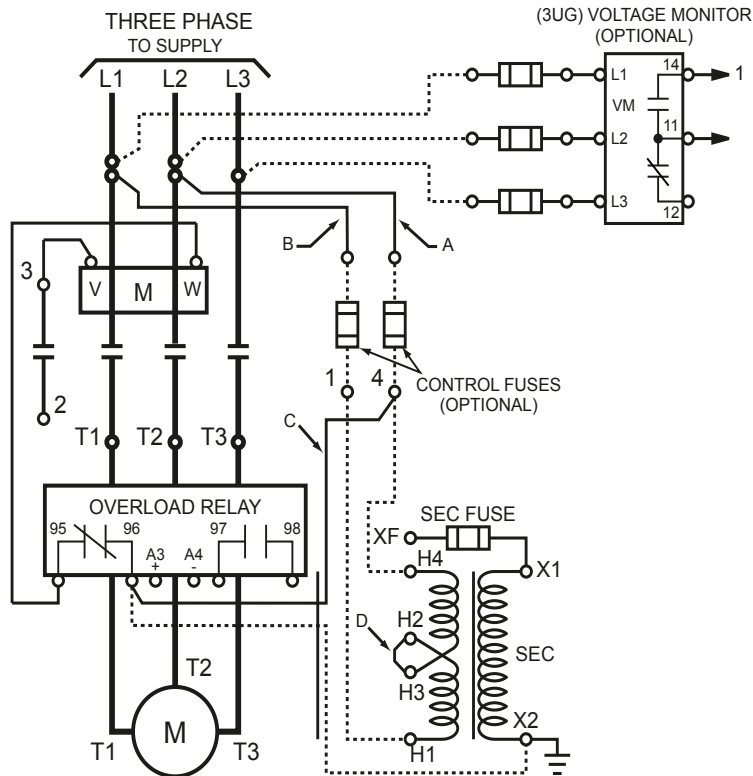 THREE PHASE
TO SUPPLY
L1 L2 L3
(3UG) VOLTAGE MONITOR
(OPTIONAL)
L1 14 1
VM
L2 11
L3 12
B A
3 V M W
2
1 4
CONTROL FUSES
(OPTIONAL)
C
T1 T2 T3
OVERLOAD RELAY
95 96 A3 A4 97 98
+ -
SEC FUSE
XF
H4 X1
D H2
SEC
H3
H1 X2
T2
T1 M T3